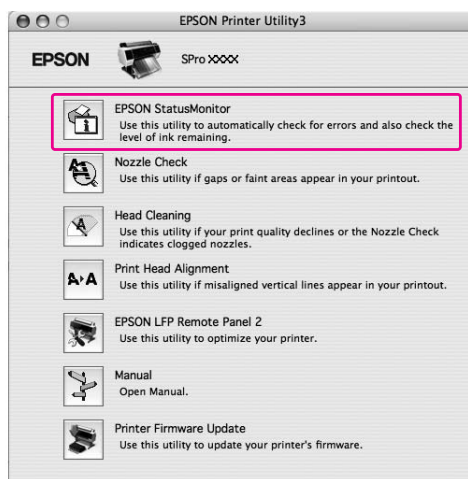 EPSON Printer Utility3
EPSON
SPro XXXX
EPSON StatusMonitor
Use this utility to automatically check for errors and also check the
level of ink remaining.
Nozzle Check
Use this utility if gaps or faint areas appear in your printout.
Head Cleaning
Use this utility if your print quality declines or the Nozzle Check
indicates clogged nozzles.
Print Head Alignment
Use this utility if misaligned vertical lines appear in your printout.
EPSON LFP Remote Panel 2
Use this utility to optimize your printer.
Manual
Open Manual.
Printer Firmware Update
Use this utility to update your printer's firmware.